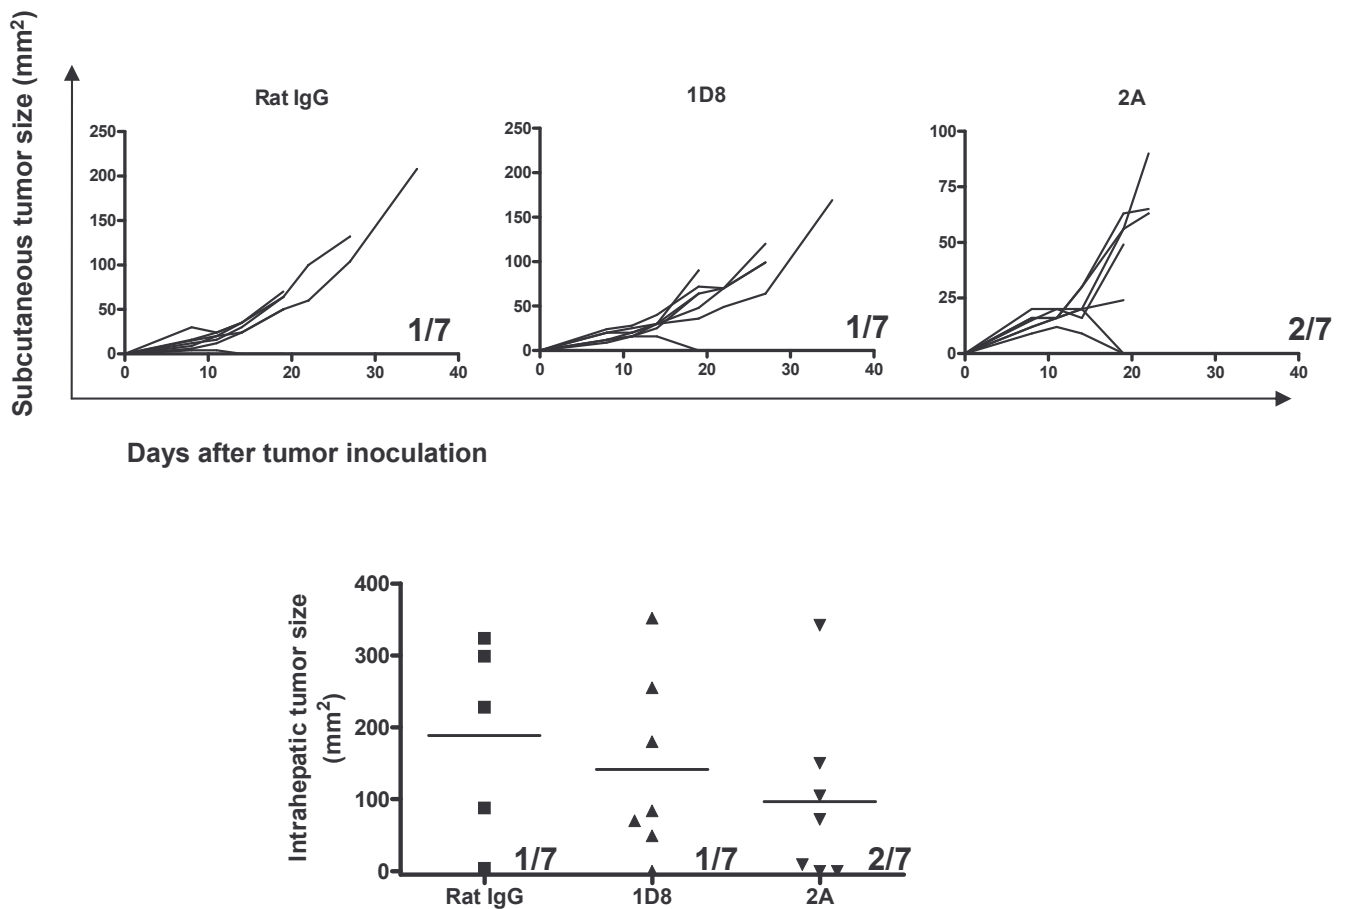 Subcutaneous tumor size (mm²)
Rat IgG
250
200
150
100
50
0
0 10 20 30 40
1/7
1D8
250
200
150
100
50
0
0 10 20 30 40
1/7
2A
100
75
50
25
0
0 10 20 30 40
2/7
Days after tumor inoculation
Intrahepatic tumor size
(mm²)
400
300
200
100
0
1/7 1/7 2/7
Rat IgG 1D8 2A